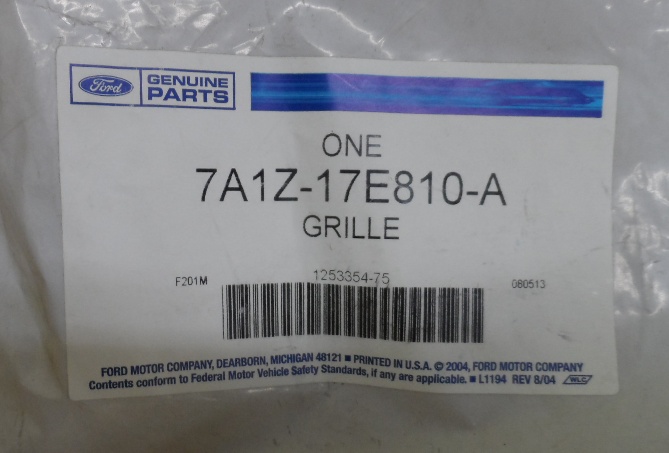 Ford GENUINE
PARTS
ONE
7A1Z-17E810-A
GRILLE
F201M 1253354-75 080513
FORD MOTOR COMPANY, DEARBORN, MICHIGAN 48121 ■ PRINTED IN U.S.A. © 2004, FORD MOTOR COMPANY
Contents conform to Federal Motor Vehicle Safety Standards, if any are applicable. ■ L1194 REV 8/04 WLC